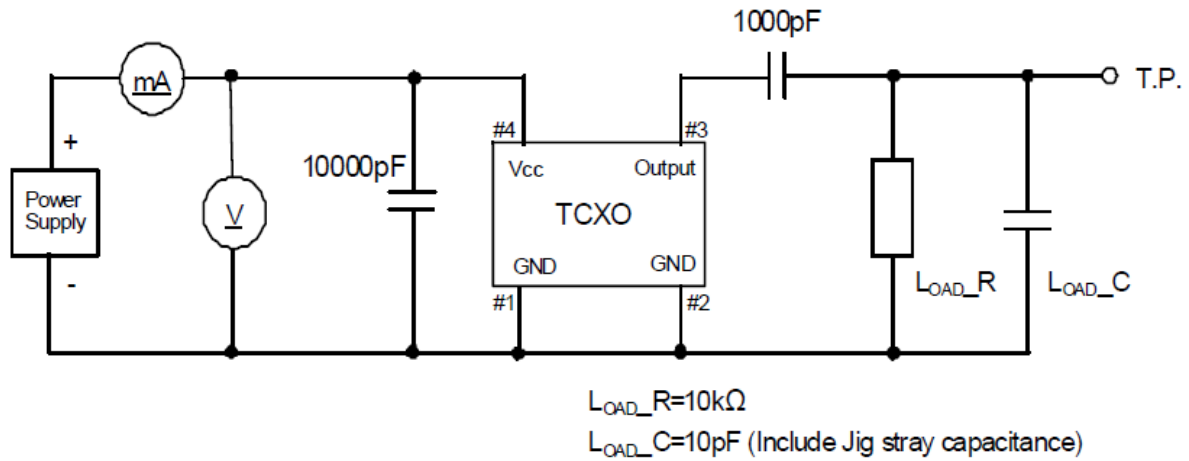 1000pF
mA
T.P.
#4
#3
+
10000pF
Vcc
Output
Power
Supply
V
TCXO
-
GND
GND
#1
#2
LOAD_R
LOAD_C
LOAD_R=10kΩ
LOAD_C=10pF (Include Jig stray capacitance)